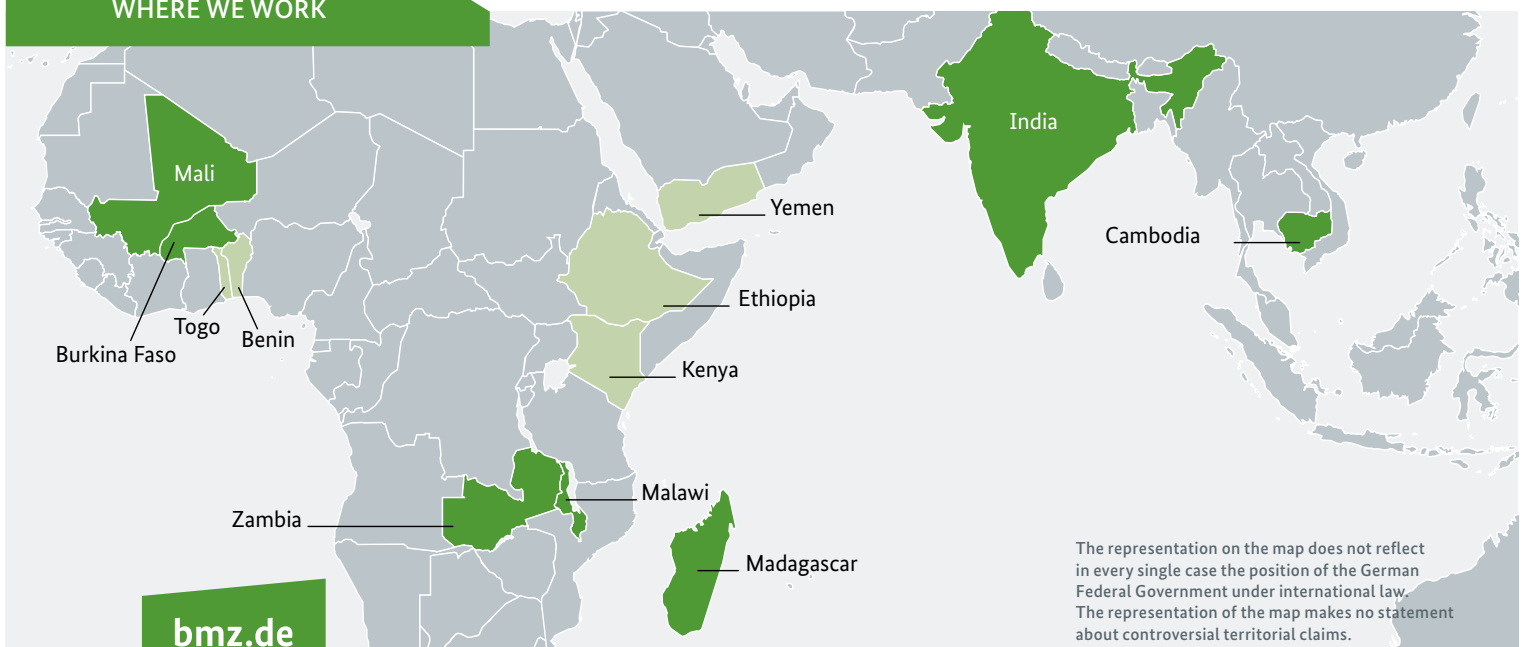 WHERE WE WORK
India
Mali
Yemen
Cambodia
Ethiopia
Togo
Benin
Burkina Faso
Kenya
Malawi
Zambia
Madagascar
The representation on the map does not reflect
in every single case the position of the German
Federal Government under international law.
The representation of the map makes no statement
about controversial territorial claims.
bmz.de